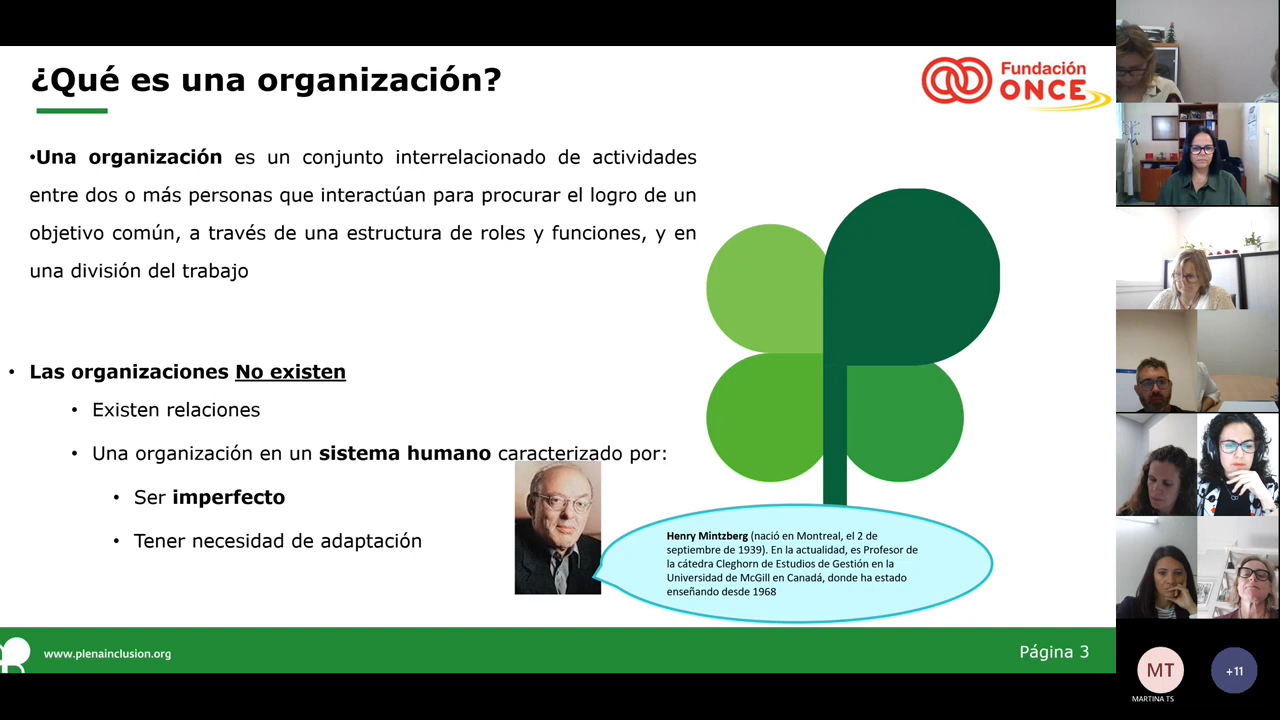 ¿Qué es una organización?
Fundación
ONCE
•Una organización es un conjunto interrelacionado de actividades
entre dos o más personas que interactúan para procurar el logro de un
objetivo común, a través de una estructura de roles y funciones, y en
una división del trabajo
• Las organizaciones No existen
• Existen relaciones
• Una organización en un sistema humano caracterizado por:
• Ser imperfecto
• Tener necesidad de adaptación
Henry Mintzberg (nació en Montreal, el 2 de
septiembre de 1939). En la actualidad, es Profesor de
la cátedra Cleghorn de Estudios de Gestión en la
Universidad de McGill en Canadá, donde ha estado
enseñando desde 1968
www.plenainclusion.org
Página 3
MT
MARTINA TS
+11